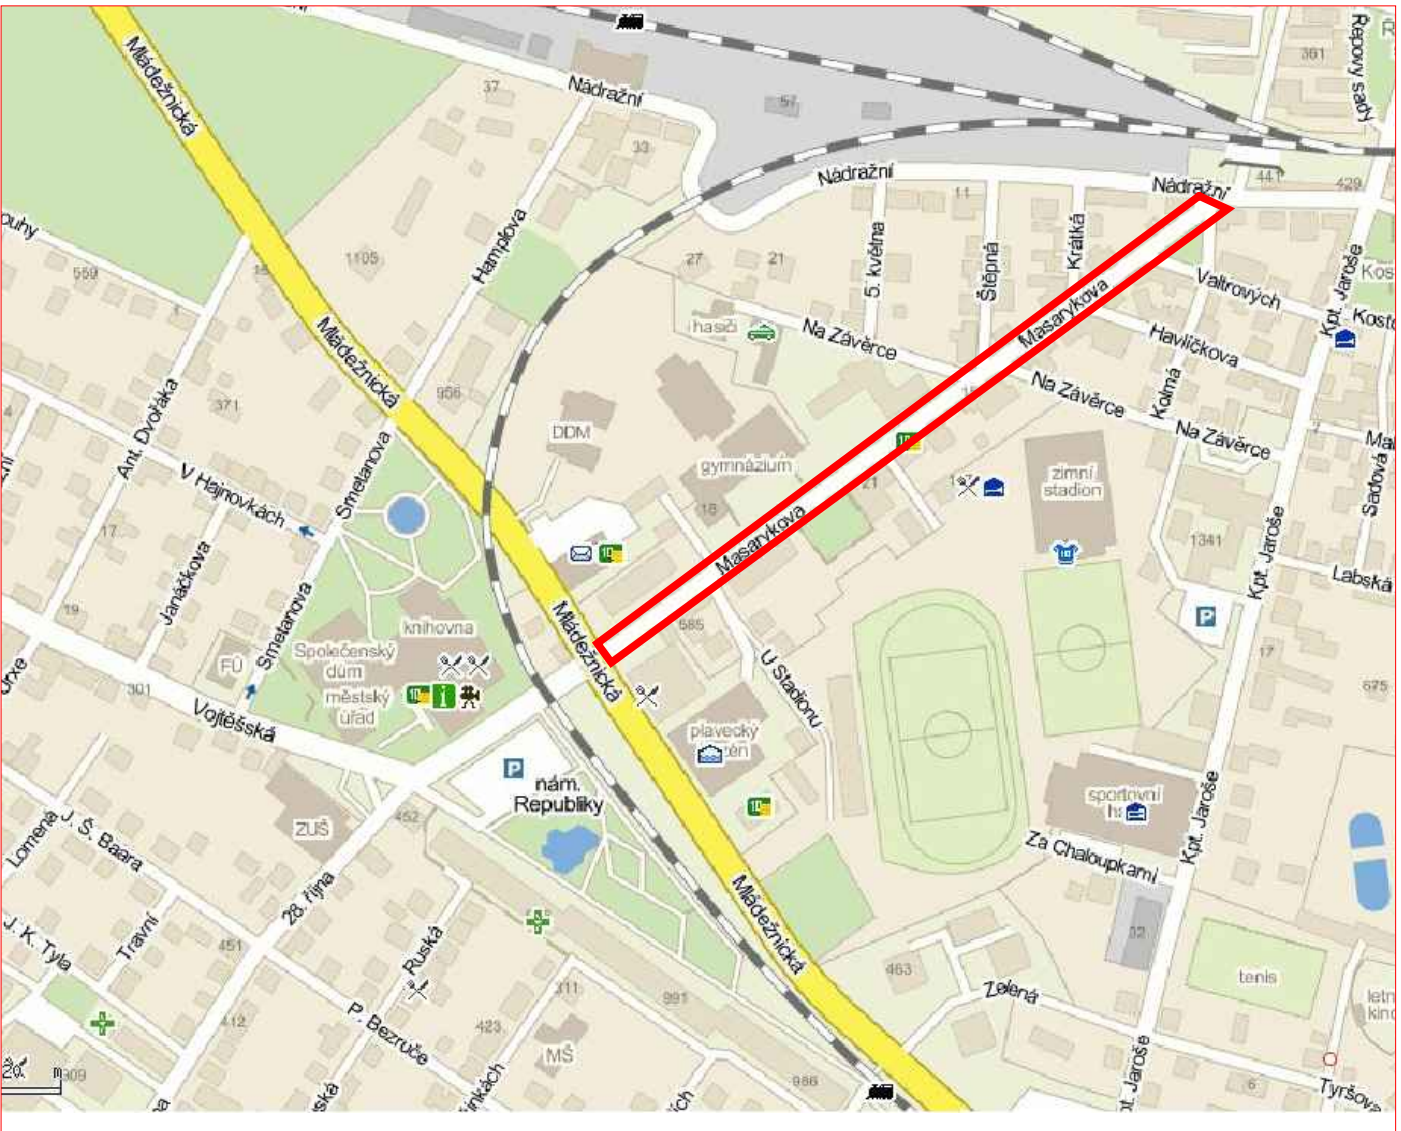 Mládežnická
Nádražní
Řepovy sady
361
37
57
33
Nádražní
Nádražní
441
429
11
Hamplova
5. května
Štěpná
Krátká
Kpt. Jaroše
559
1105
27
21
Valtrových
Masarykova
hasiči
Na Závěrce
Havlíčkova
Mládežnická
956
371
Ant. Dvořáka
Smetanova
DDM
Na Závěrce
Kolmá
Na Závěrce
gymnázium
zimní
stadion
Sadová
V Hajnovkách
21
18
Masarykova
17
1341
Kpt. Jaroše
Labská
Janáčkova
Smetanova
19
knihovna
Společenský
dům
městský
úřad
FÚ
Mládežnická
585
U Stadionu
17
675
301
Vojtěšská
plavecký
P
P
nám.
Republiky
452
ZUŠ
sportovní
Kpt. Jaroše
Za Chaloupkami
J. Š. Baara
Lomená
28. října
Mládežnická
J. K. Tyla
Travní
451
Ruská
32
463
tenis
Zelená
311
991
412
P. Bezruče
423
MŠ
986
6
Tyršova